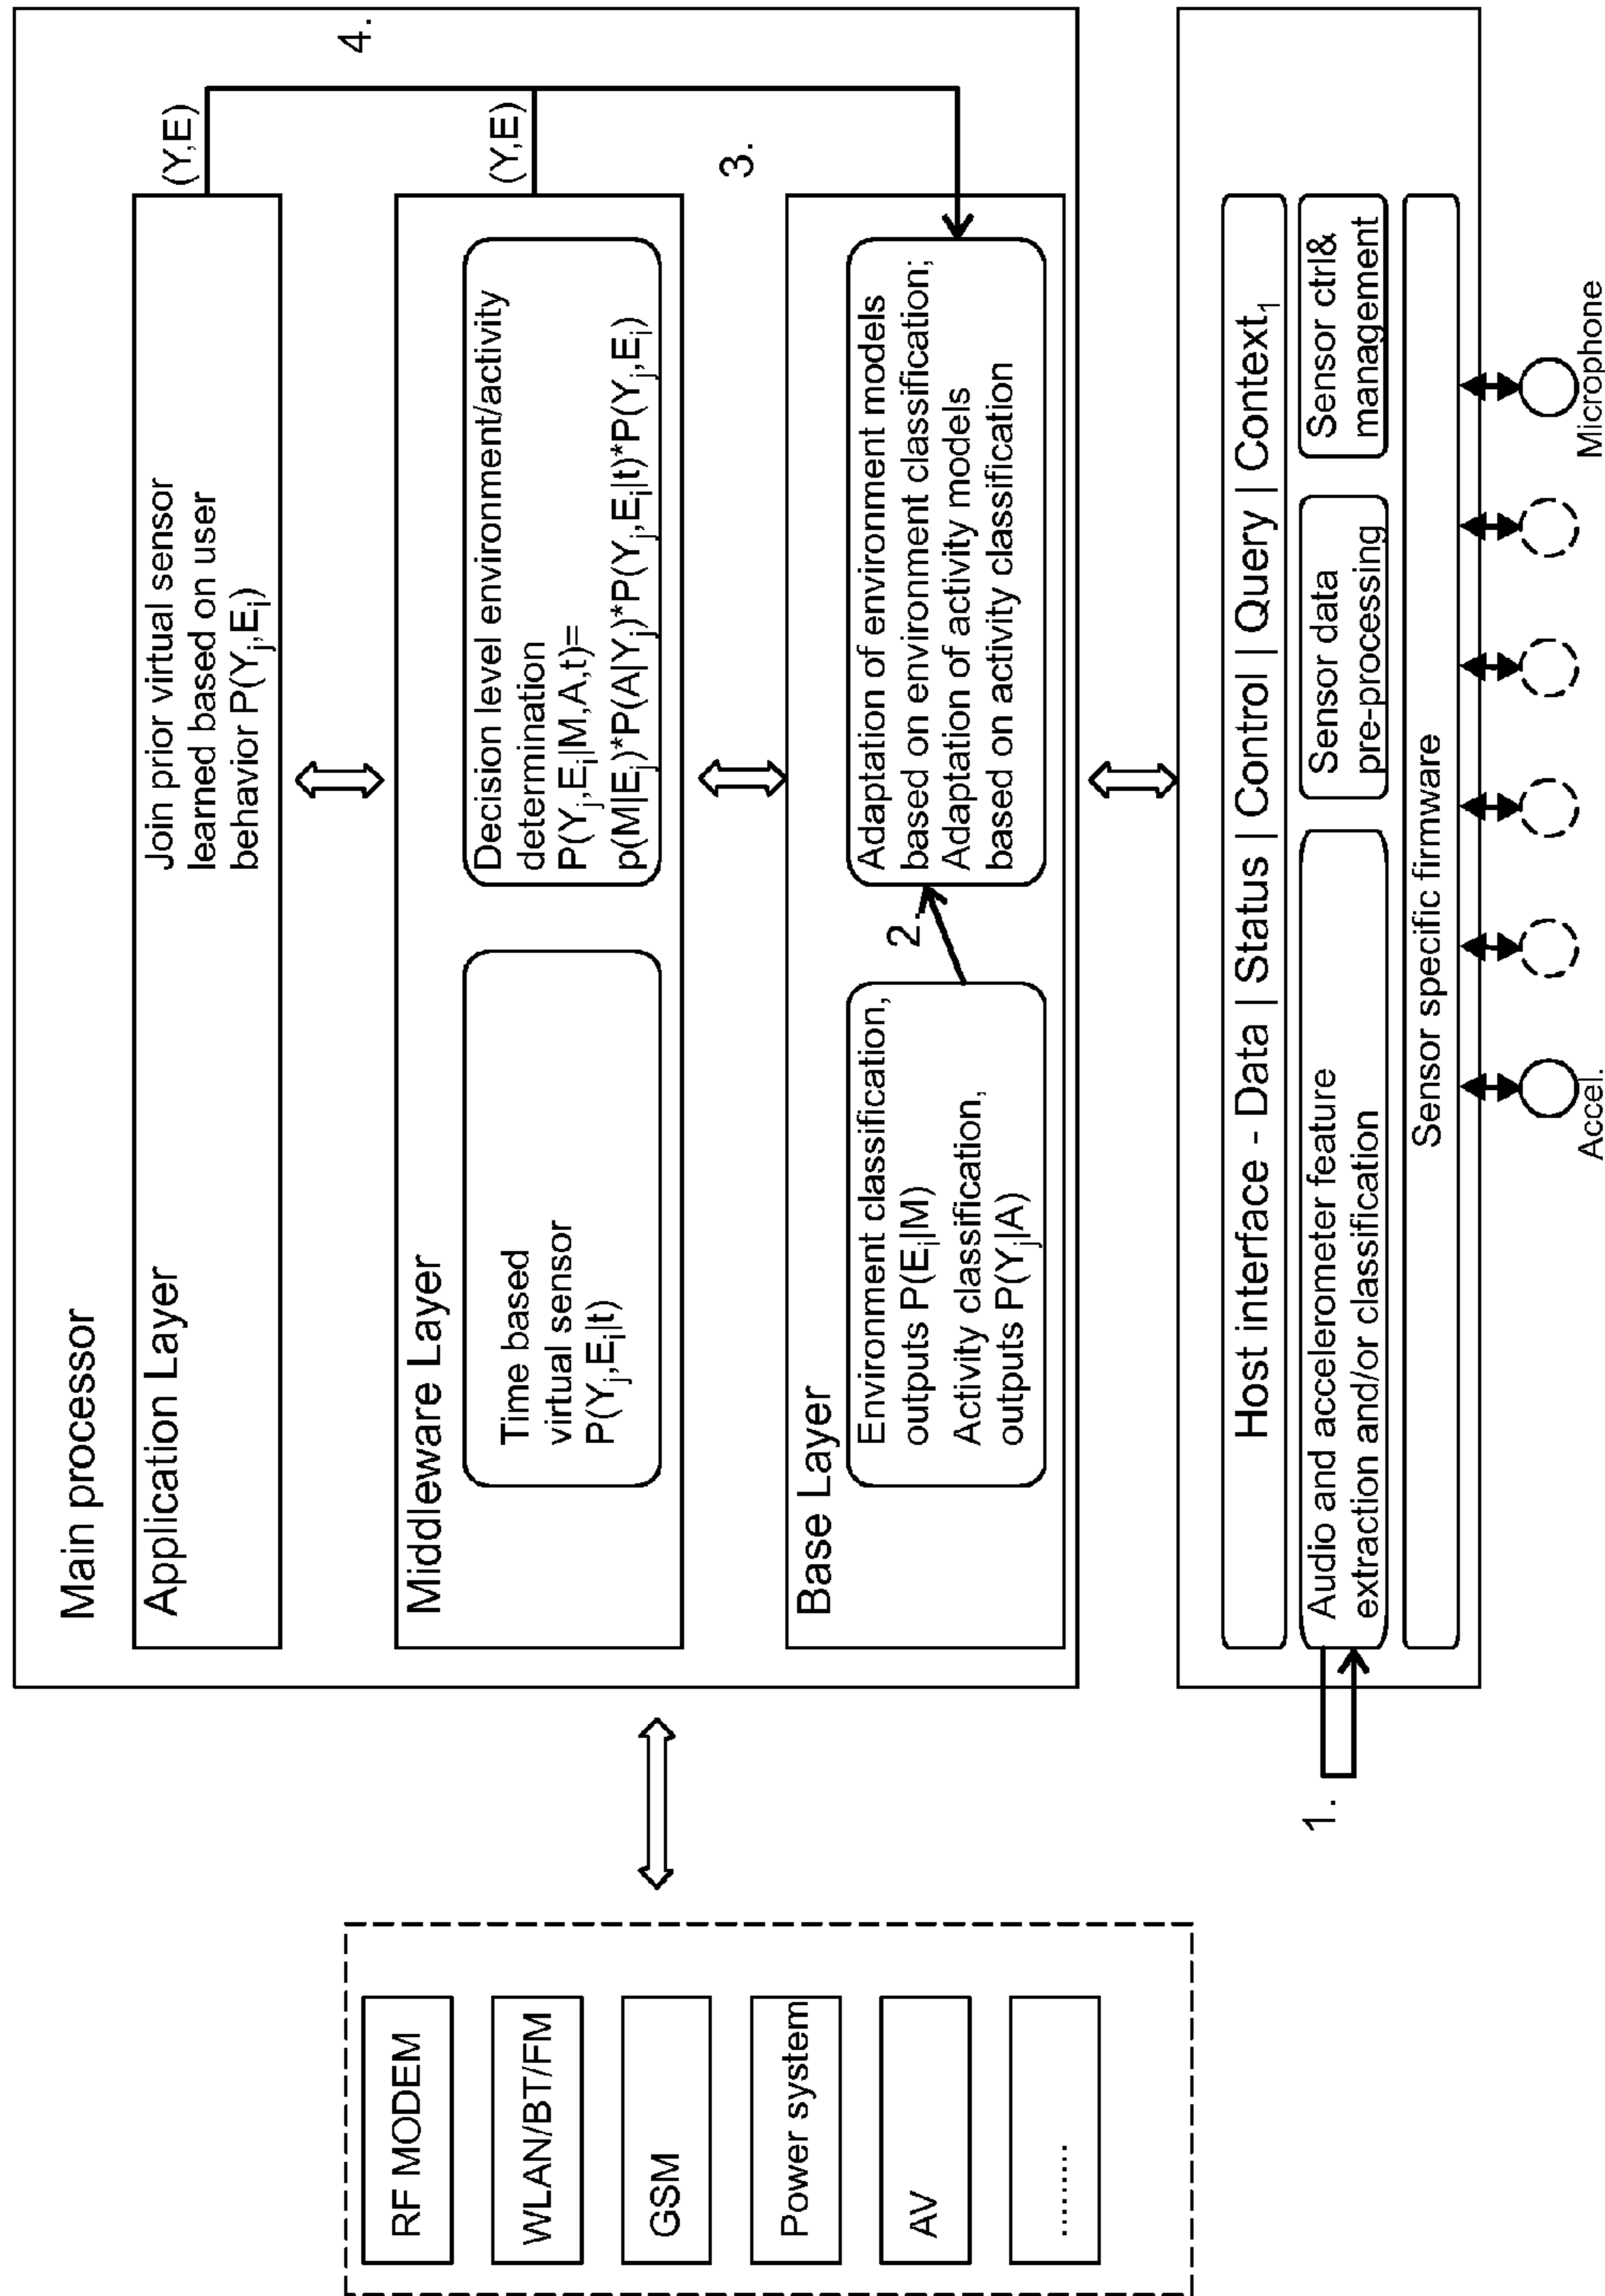 Main processor
Application Layer
Join prior virtual sensor
learned based on user
behavior P(Yj,Ei)
(Y,E)
4.
Middleware Layer
Time based
virtual sensor
P(Yj,Ei|t)
Decision level environment/activity
determination
P(Yj,Ei|M,A,t)=
p(M|Ei)*P(A|Yj)*P(Yj,Ei|t)*P(Yj,Ei)
(Y,E)
3.
Base Layer
Environment classification,
outputs P(Ei|M)
Activity classification,
outputs P(Yj|A)
2.
Adaptation of environment models
based on environment classification;
Adaptation of activity models
based on activity classification
RF MODEM
WLAN/BT/FM
GSM
Power system
AV
.........
1.
Host interface - Data | Status | Control | Query | Context1
Audio and accelerometer feature
extraction and/or classification
Sensor data
pre-processing
Sensor ctrl&
management
Sensor specific firmware
Accel.
Microphone